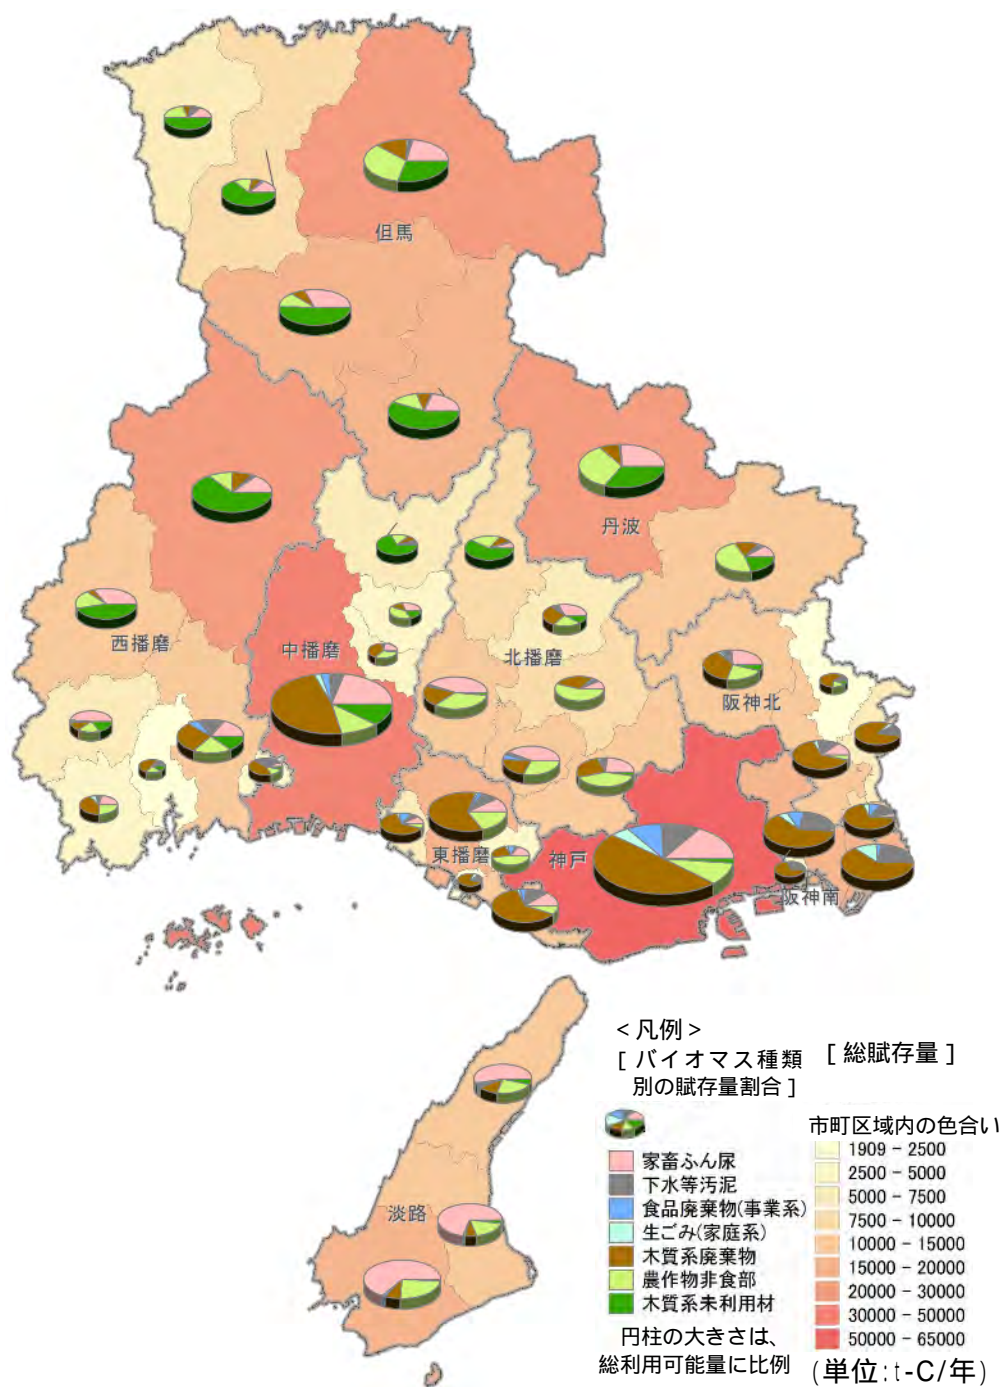 但馬
丹波
西播磨
中播磨
北播磨
阪神北
東播磨
神戸
阪神南
淡路
<凡例>
[バイオマス種類
別の賦存量割合]
家畜ふん尿
下水等汚泥
食品廃棄物(事業系)
生ごみ(家庭系)
木質系廃棄物
農作物非食部
木質系未利用材
円柱の大きさは、
総利用可能量に比例
[総賦存量]
市町区域内の色合い
1909 - 2500
2500 - 5000
5000 - 7500
7500 - 10000
10000 - 15000
15000 - 20000
20000 - 30000
30000 - 50000
50000 - 65000
(単位:t-C/年)